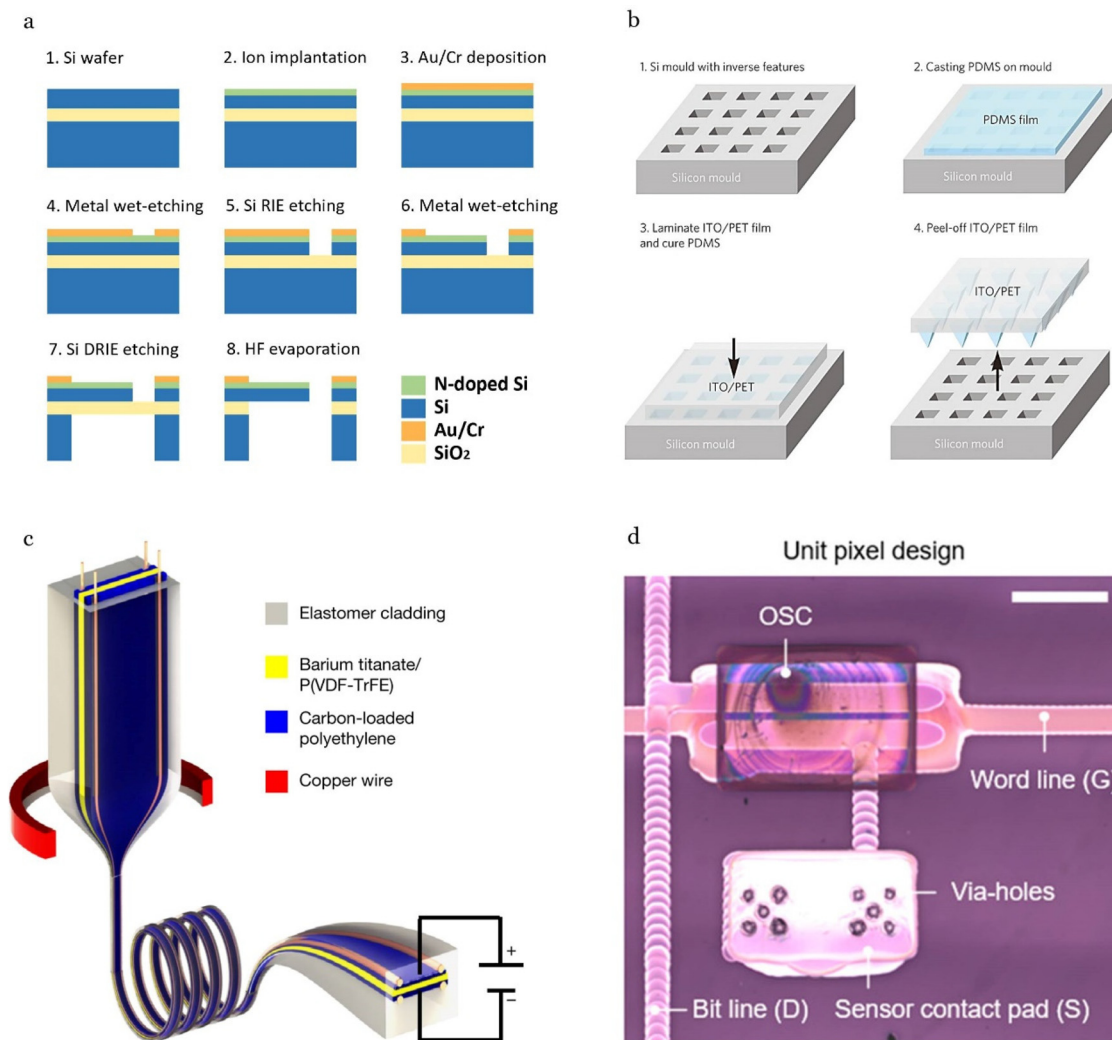 a
1. Si wafer
2. Ion implantation
3. Au/Cr deposition
4. Metal wet-etching
5. Si RIE etching
6. Metal wet-etching
7. Si DRIE etching
8. HF evaporation
N-doped Si
Si
Au/Cr
SiO₂
b
1. Si mould with inverse features
Silicon mould
2. Casting PDMS on mould
PDMS film
Silicon mould
3. Laminate ITO/PET film
and cure PDMS
ITO/PET
Silicon mould
4. Peel-off ITO/PET film
ITO/PET
Silicon mould
c
Elastomer cladding
Barium titanate/
P(VDF-TrFE)
Carbon-loaded
polyethylene
Copper wire
+
−
d
Unit pixel design
OSC
Word line (G
Via-holes
Bit line (D)
Sensor contact pad (S)